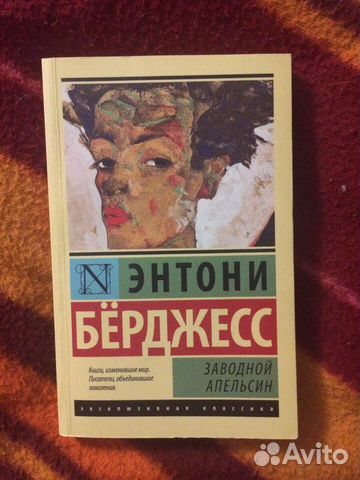 ЭНТОНИ
БЁРДЖЕСС
ЗАВОДНОЙ
АПЕЛЬСИН
Книги, изменившие мир.
Писатели, объединившие
поколения.
эксклюзивная классика
Avito